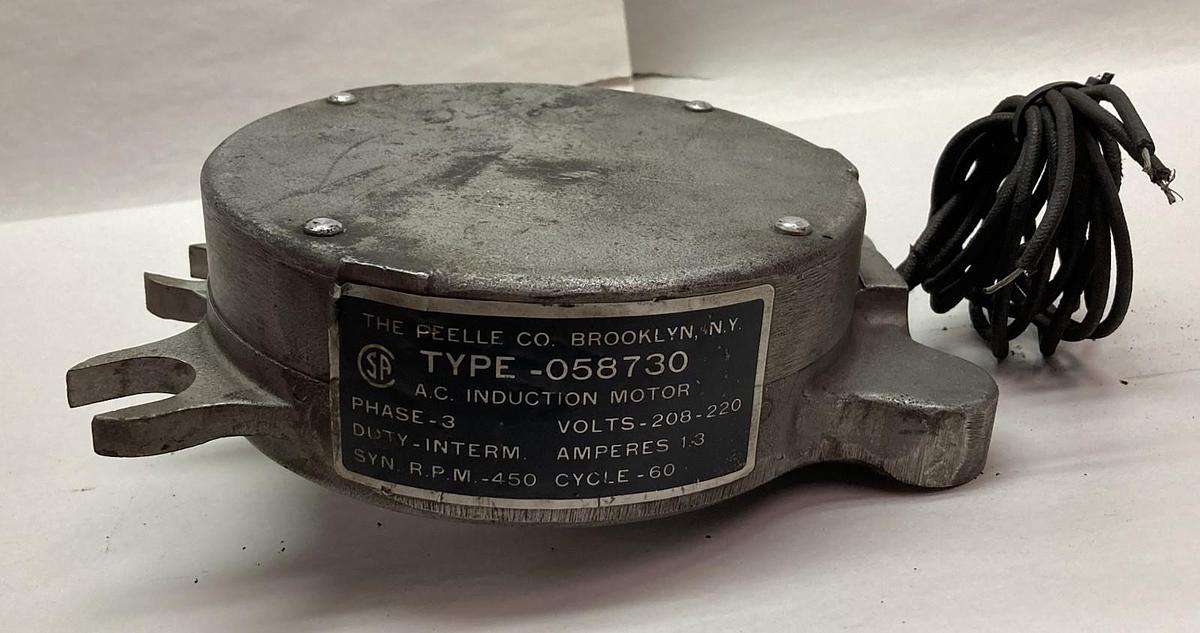 THE PEELLE CO. BROOKLYN, N.Y.
SA TYPE -058730
A.C. INDUCTION MOTOR
PHASE-3 VOLTS-208-220
DUTY-INTERM. AMPERES 1.3
SYN. R.P.M.-450 CYCLE-60